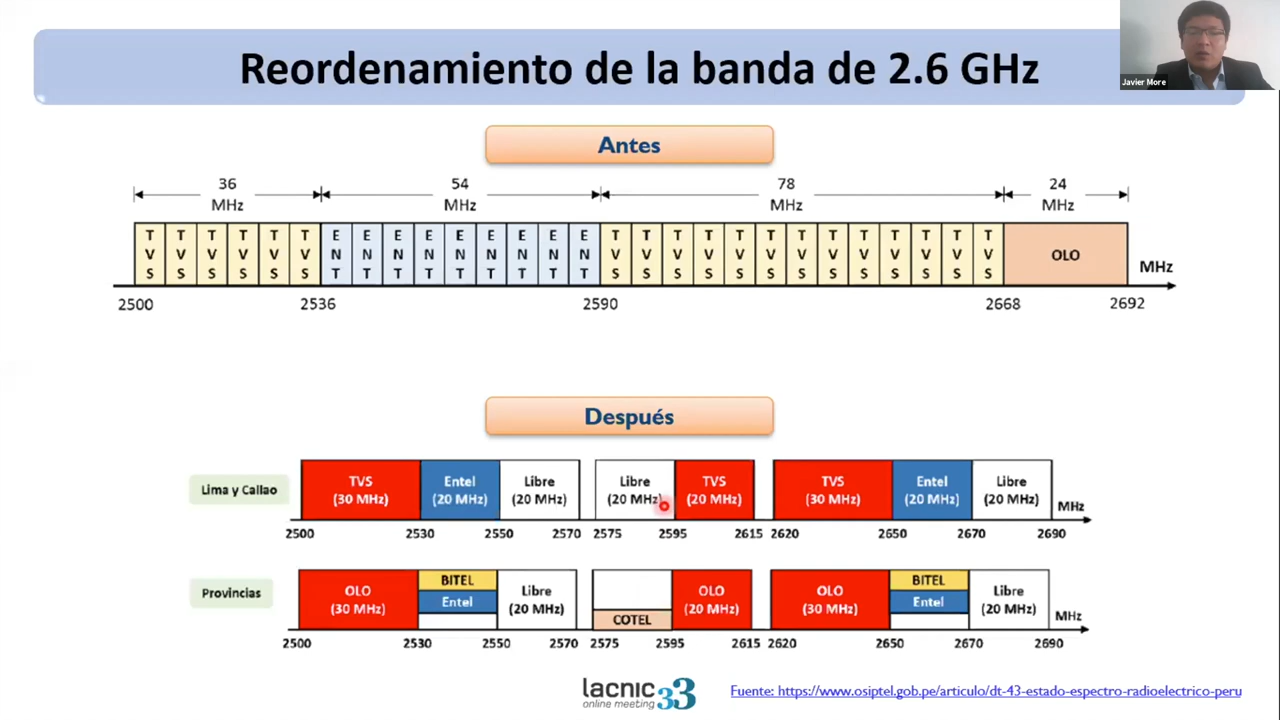 Reordenamiento de la banda de 2.6 GHz
Javier More
Antes
36 MHz
54 MHz
78 MHz
24 MHz
TVS TVS TVS TVS TVS TVS ENT ENT ENT ENT ENT ENT ENT ENT ENT TVS TVS TVS TVS TVS TVS TVS TVS TVS TVS TVS TVS TVS OLO MHz
2500 2536 2590 2668 2692
Después
Lima y Callao
TVS (30 MHz)
Entel (20 MHz)
Libre (20 MHz)
Libre (20 MHz)
TVS (20 MHz)
TVS (30 MHz)
Entel (20 MHz)
Libre (20 MHz)
MHz
2500 2530 2550 2570 2575 2595 2615 2620 2650 2670 2690
Provincias
OLO (30 MHz)
BITEL
Entel
Libre (20 MHz)
COTEL
OLO (20 MHz)
OLO (30 MHz)
BITEL
Entel
Libre (20 MHz)
MHz
2500 2530 2550 2570 2575 2595 2615 2620 2650 2670 2690
lacnic 33
online meeting
Fuente: https://www.osiptel.gob.pe/articulo/dt-43-estado-espectro-radioelectrico-peru